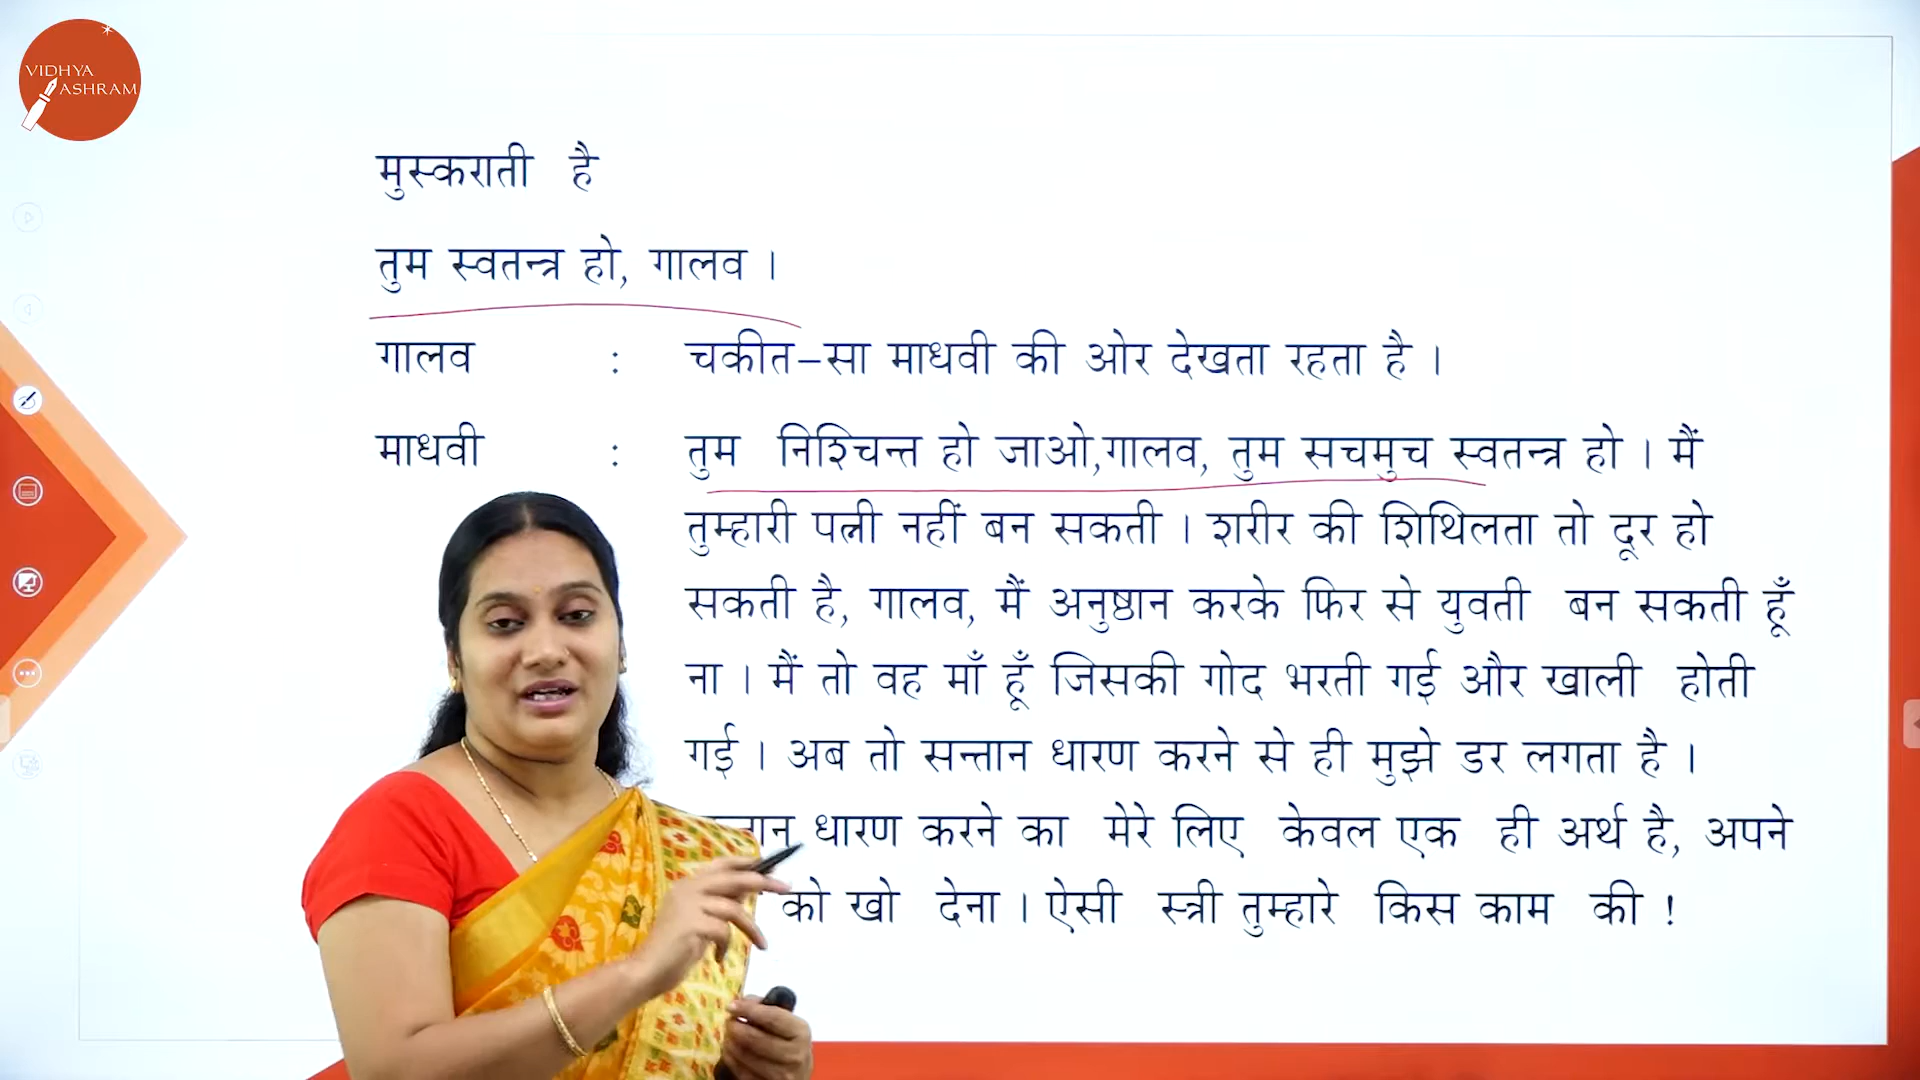 VIDHYA
ASHRAM
मुस्कराती है
तुम स्वतन्त्र हो, गालव ।
गालव : चकीत–सा माधवी की ओर देखता रहता है ।
माधवी : तुम निश्चिन्त हो जाओ,गालव, तुम सचमुच स्वतन्त्र हो । मैं
तुम्हारी पत्नी नहीं बन सकती । शरीर की शिथिलता तो दूर हो
सकती है, गालव, मैं अनुष्ठान करके फिर से युवती बन सकती हूँ
ना । मैं तो वह माँ हूँ जिसकी गोद भरती गई और खाली होती
गई । अब तो सन्तान धारण करने से ही मुझे डर लगता है ।
धारण करने का मेरे लिए केवल एक ही अर्थ है, अपने
को खो देना । ऐसी स्त्री तुम्हारे किस काम की !